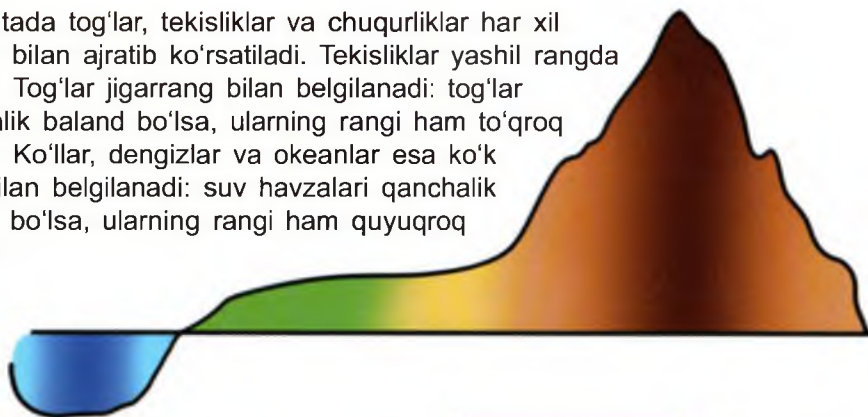 tada tog‘lar, tekisliklar va chuqurliklar har xil
bilan ajratib ko‘rsatiladi. Tekisliklar yashil rangda
Tog‘lar jigarrang bilan belgilanadi: tog‘lar
alik baland bo‘lsa, ularning rangi ham to‘qroq
Ko‘llar, dengizlar va okeanlar esa ko‘k
ilan belgilanadi: suv havzalari qanchalik
bo‘lsa, ularning rangi ham quyuqroq